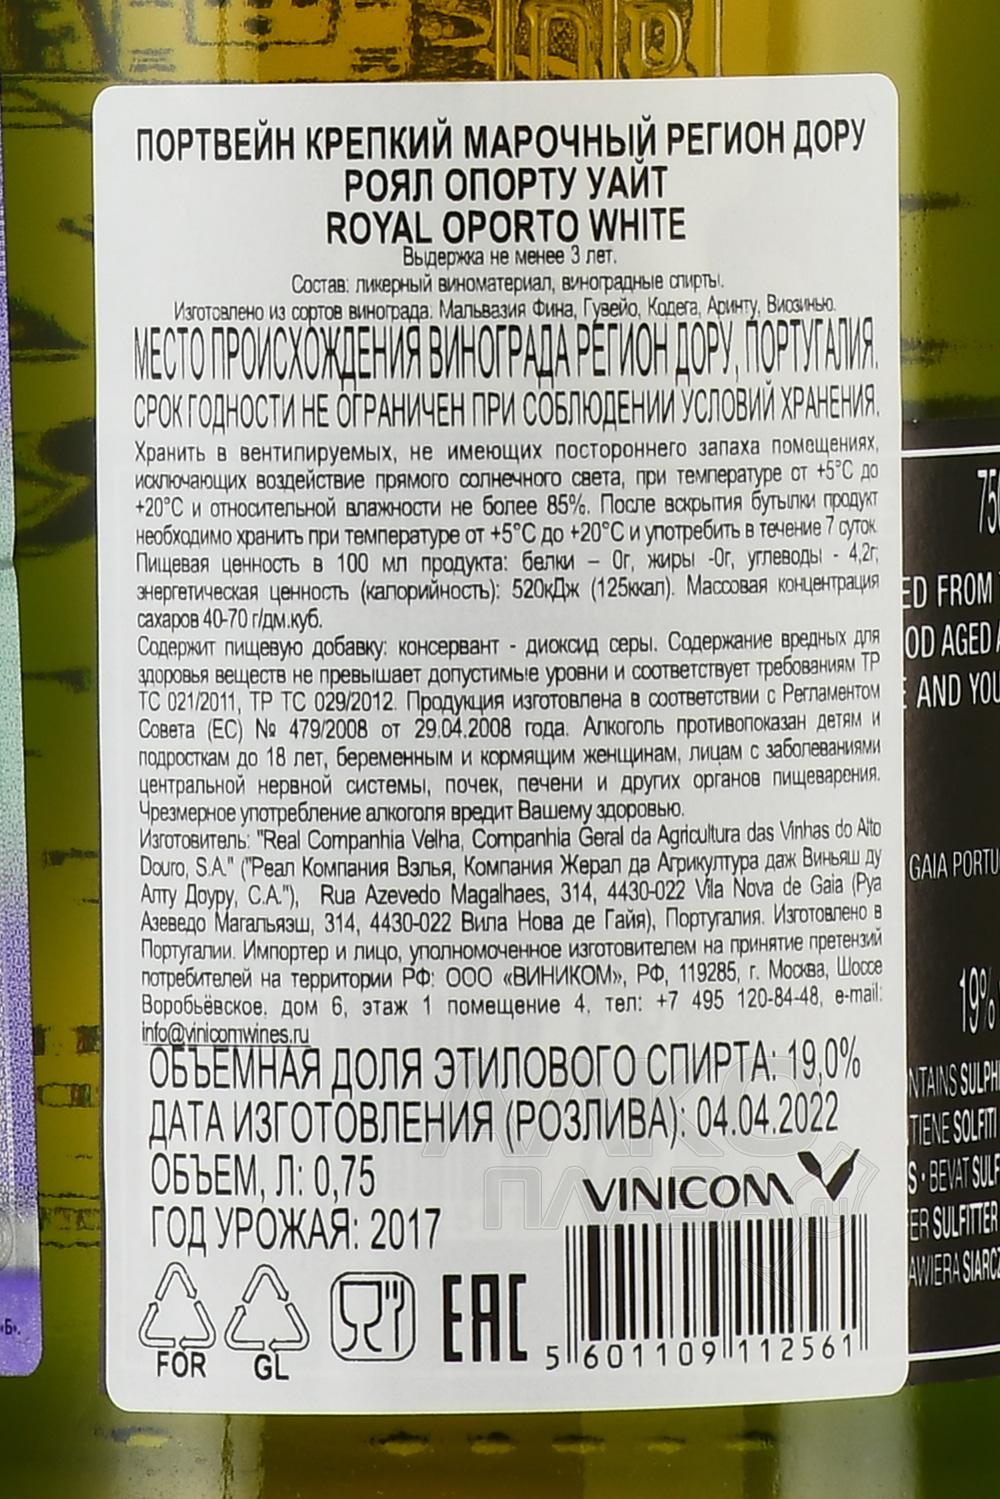 ПОРТВЕЙН КРЕПКИЙ МАРОЧНЫЙ РЕГИОН ДОРУ
РОЯЛ ОПОРТУ УАЙТ
ROYAL OPORTO WHITE
Выдержка не менее 3 лет.
Состав: ликерный виноматериал, виноградные спирты.
Изготовлено из сортов винограда: Мальвазия Фина, Гувейо, Кодега, Аринту, Виозинью.
МЕСТО ПРОИСХОЖДЕНИЯ ВИНОГРАДА РЕГИОН ДОРУ, ПОРТУГАЛИЯ.
СРОК ГОДНОСТИ НЕ ОГРАНИЧЕН ПРИ СОБЛЮДЕНИИ УСЛОВИЙ ХРАНЕНИЯ.
Хранить в вентилируемых, не имеющих постороннего запаха помещениях,
исключающих воздействие прямого солнечного света, при температуре от +5°С до
+20°С и относительной влажности не более 85%. После вскрытия бутылки продукт
необходимо хранить при температуре от +5°С до +20°С и употребить в течение 7 суток.
Пищевая ценность в 100 мл продукта: белки – 0г, жиры -0г, углеводы - 4,2г;
энергетическая ценность (калорийность): 520кДж (125ккал). Массовая концентрация
сахаров 40-70 г/дм.куб.
Содержит пищевую добавку: консервант - диоксид серы. Содержание вредных для
здоровья веществ не превышает допустимые уровни и соответствует требованиям ТР
ТС 021/2011, ТР ТС 029/2012. Продукция изготовлена в соответствии с Регламентом
Совета (ЕС) № 479/2008 от 29.04.2008 года. Алкоголь противопоказан детям и
подросткам до 18 лет, беременным и кормящим женщинам, лицам с заболеваниями
центральной нервной системы, почек, печени и других органов пищеварения.
Чрезмерное употребление алкоголя вредит Вашему здоровью.
Изготовитель: "Real Companhia Velha, Companhia Geral da Agricultura das Vinhas do Alto
Douro, S.A." ("Реал Компания Вэлья, Компания Жерал да Агрикултура даж Виньяш ду
Алту Доуру, С.А."), Rua Azevedo Magalhaes, 314, 4430-022 Vila Nova de Gaia (Руа
Азеведо Магальяэш, 314, 4430-022 Вила Нова де Гайя), Португалия. Изготовлено в
Португалии. Импортер и лицо, уполномоченное изготовителем на принятие претензий
потребителей на территории РФ: ООО «ВИНИКОМ», РФ, 119285, г. Москва, Шоссе
Воробьёвское, дом 6, этаж 1 помещение 4, тел: +7 495 120-84-48, e-mail:
info@vinicomwines.ru
ОБЪЕМНАЯ ДОЛЯ ЭТИЛОВОГО СПИРТА: 19,0%
ДАТА ИЗГОТОВЛЕНИЯ (РОЗЛИВА): 04.04.2022
ОБЪЕМ, Л: 0,75
ГОД УРОЖАЯ: 2017
VINICOM
FOR GL
EAC
5 601109 112561
FROM
AGED
AND
GAIA
19%